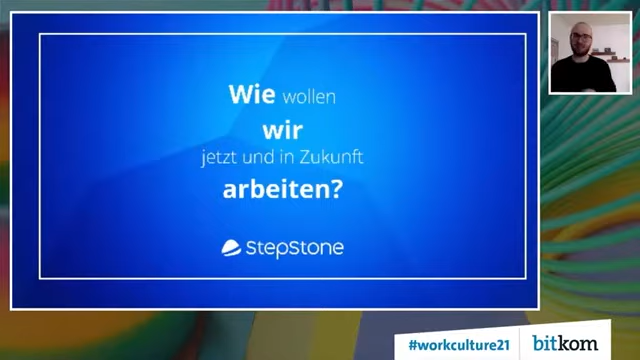 Wie wollen
wir
jetzt und in Zukunft
arbeiten?
stepstone
#workculture21
bitkom